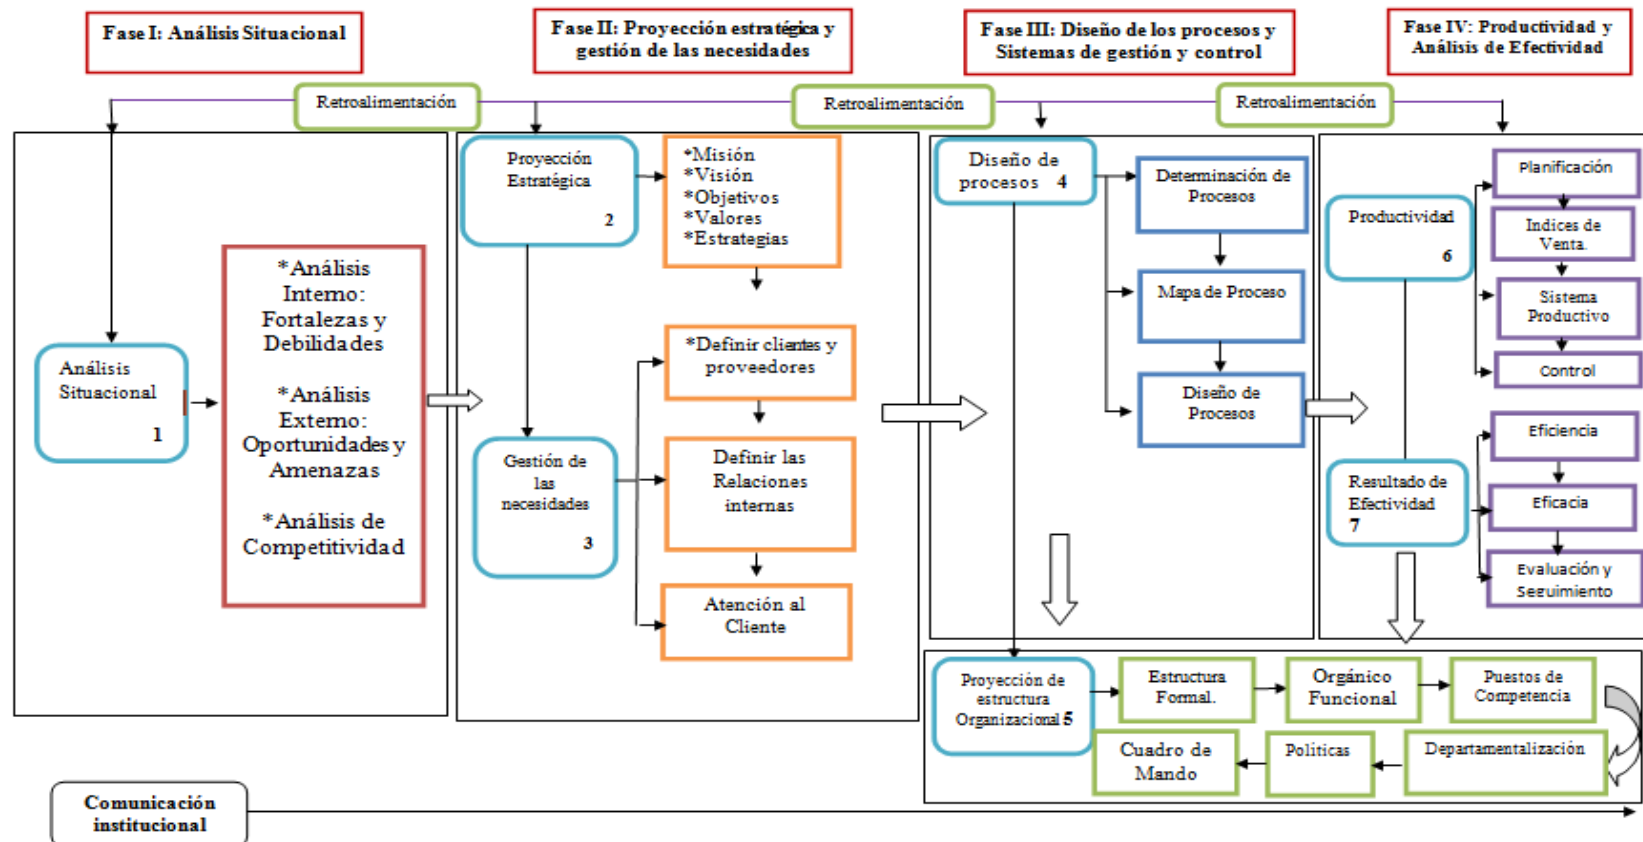 Fase I: Análisis Situacional
Fase II: Proyección estratégica y
gestión de las necesidades
Fase III: Diseño de los procesos y
Sistemas de gestión y control
Fase IV: Productividad y
Análisis de Efectividad
Retroalimentación
Retroalimentación
Retroalimentación
Análisis
Situacional
1
*Análisis
Interno:
Fortalezas y
Debilidades
*Análisis
Externo:
Oportunidades y
Amenazas
*Análisis de
Competitividad
Proyección
Estratégica
2
*Misión
*Visión
*Objetivos
*Valores
*Estrategias
Gestión de
las
necesidades
3
*Definir clientes y
proveedores
Definir las
Relaciones
internas
Atención al
Cliente
Diseño de
procesos 4
Determinación de
Procesos
Mapa de Proceso
Diseño de
Procesos
Productividad
6
Planificación
Indices de
Venta.
Sistema
Productivo
Control
Resultado de
Efectividad
7
Eficiencia
Eficacia
Evaluación y
Seguimiento
Proyección de
estructura
Organizacional 5
Estructura
Formal.
Orgánico
Funcional
Puestos de
Competencia
Departamentalización
Politicas
Cuadro de
Mando
Comunicación
institucional